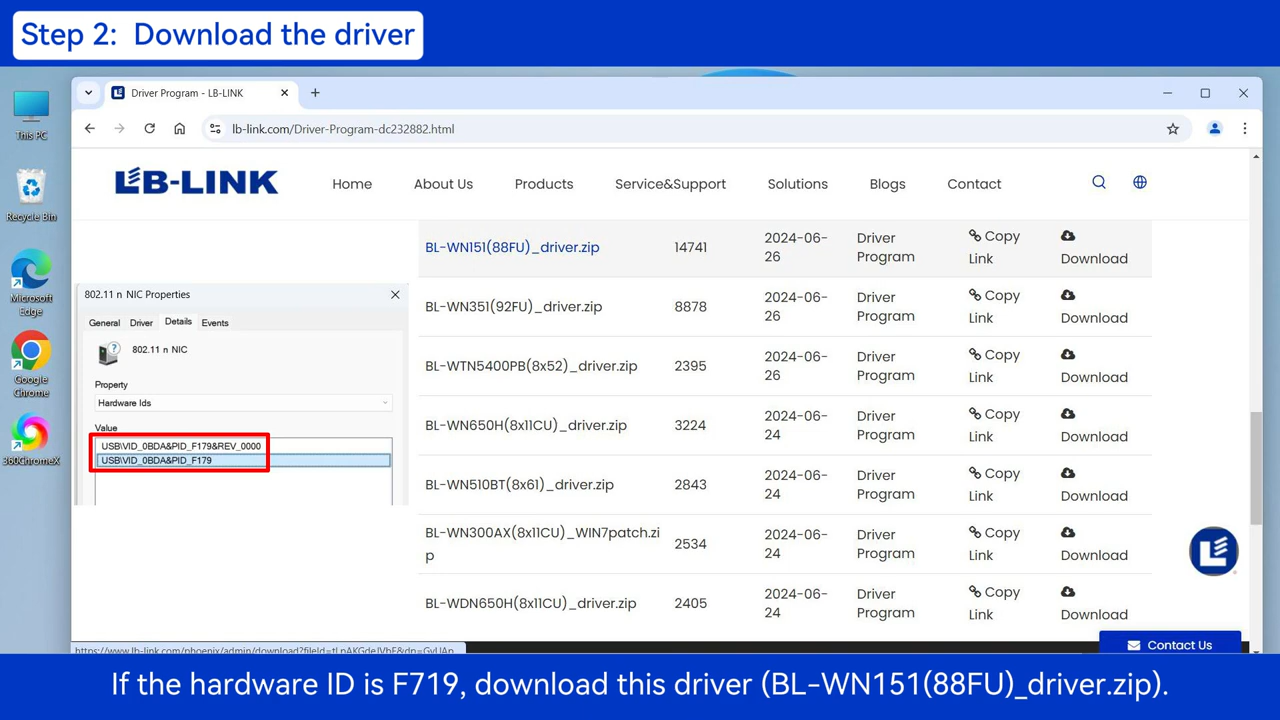 Step 2: Download the driver
Driver Program - LB-LINK
lb-link.com/Driver-Program-dc232882.html
This PC
Recycle Bin
Microsoft
Edge
Google
Chrome
360ChromeX
LB-LINK
Home About Us Products Service&Support Solutions Blogs Contact
BL-WN151(88FU)_driver.zip 14741 2024-06-26 Driver Program Copy Link Download
BL-WN351(92FU)_driver.zip 8878 2024-06-26 Driver Program Copy Link Download
BL-WTN5400PB(8x52)_driver.zip 2395 2024-06-26 Driver Program Copy Link Download
BL-WN650H(8x11CU)_driver.zip 3224 2024-06-24 Driver Program Copy Link Download
BL-WN510BT(8x61)_driver.zip 2843 2024-06-24 Driver Program Copy Link Download
BL-WN300AX(8x11CU)_WIN7patch.zip 2534 2024-06-24 Driver Program Copy Link Download
BL-WDN650H(8x11CU)_driver.zip 2405 2024-06-24 Driver Program Copy Link Download
802.11 n NIC Properties
General Driver Details Events
802.11 n NIC
Property
Hardware Ids
Value
USB\VID_0BDA&PID_F179&REV_0000
USB\VID_0BDA&PID_F179
Contact Us
If the hardware ID is F719, download this driver (BL-WN151(88FU)_driver.zip).